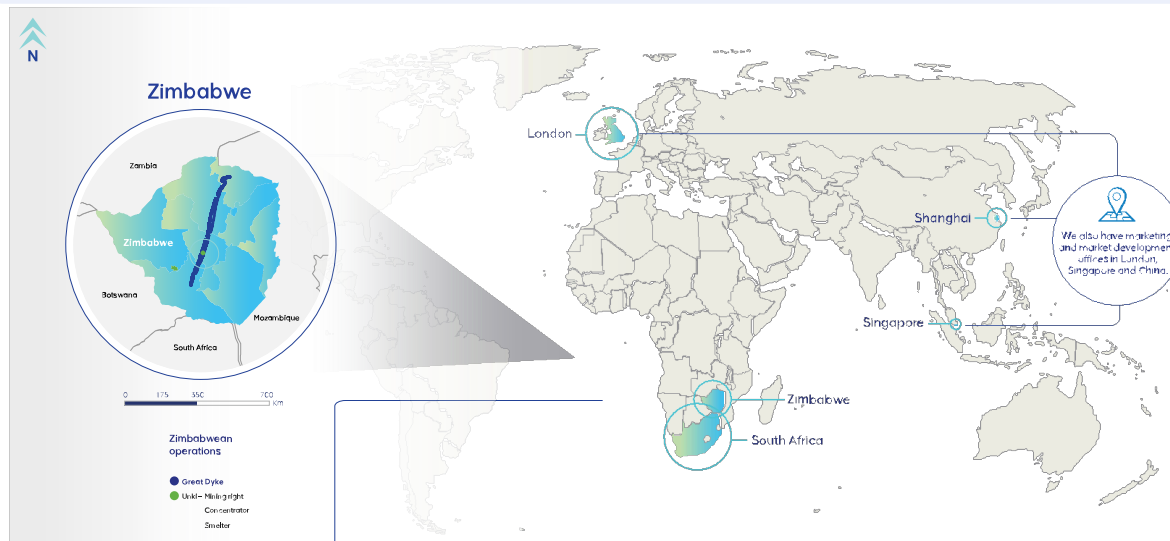 N
Zimbabwe
Zambia
Zimbabwe
Botswana
Mozambique
South Africa
0 175 350 700
Km
Zimbabwean
operations
Great Dyke
Unki – Mining right
Concentrator
Smelter
London
Shanghai
Singapore
Zimbabwe
South Africa
We also have marketing
and market developmen
offices in London,
Singapore and China.